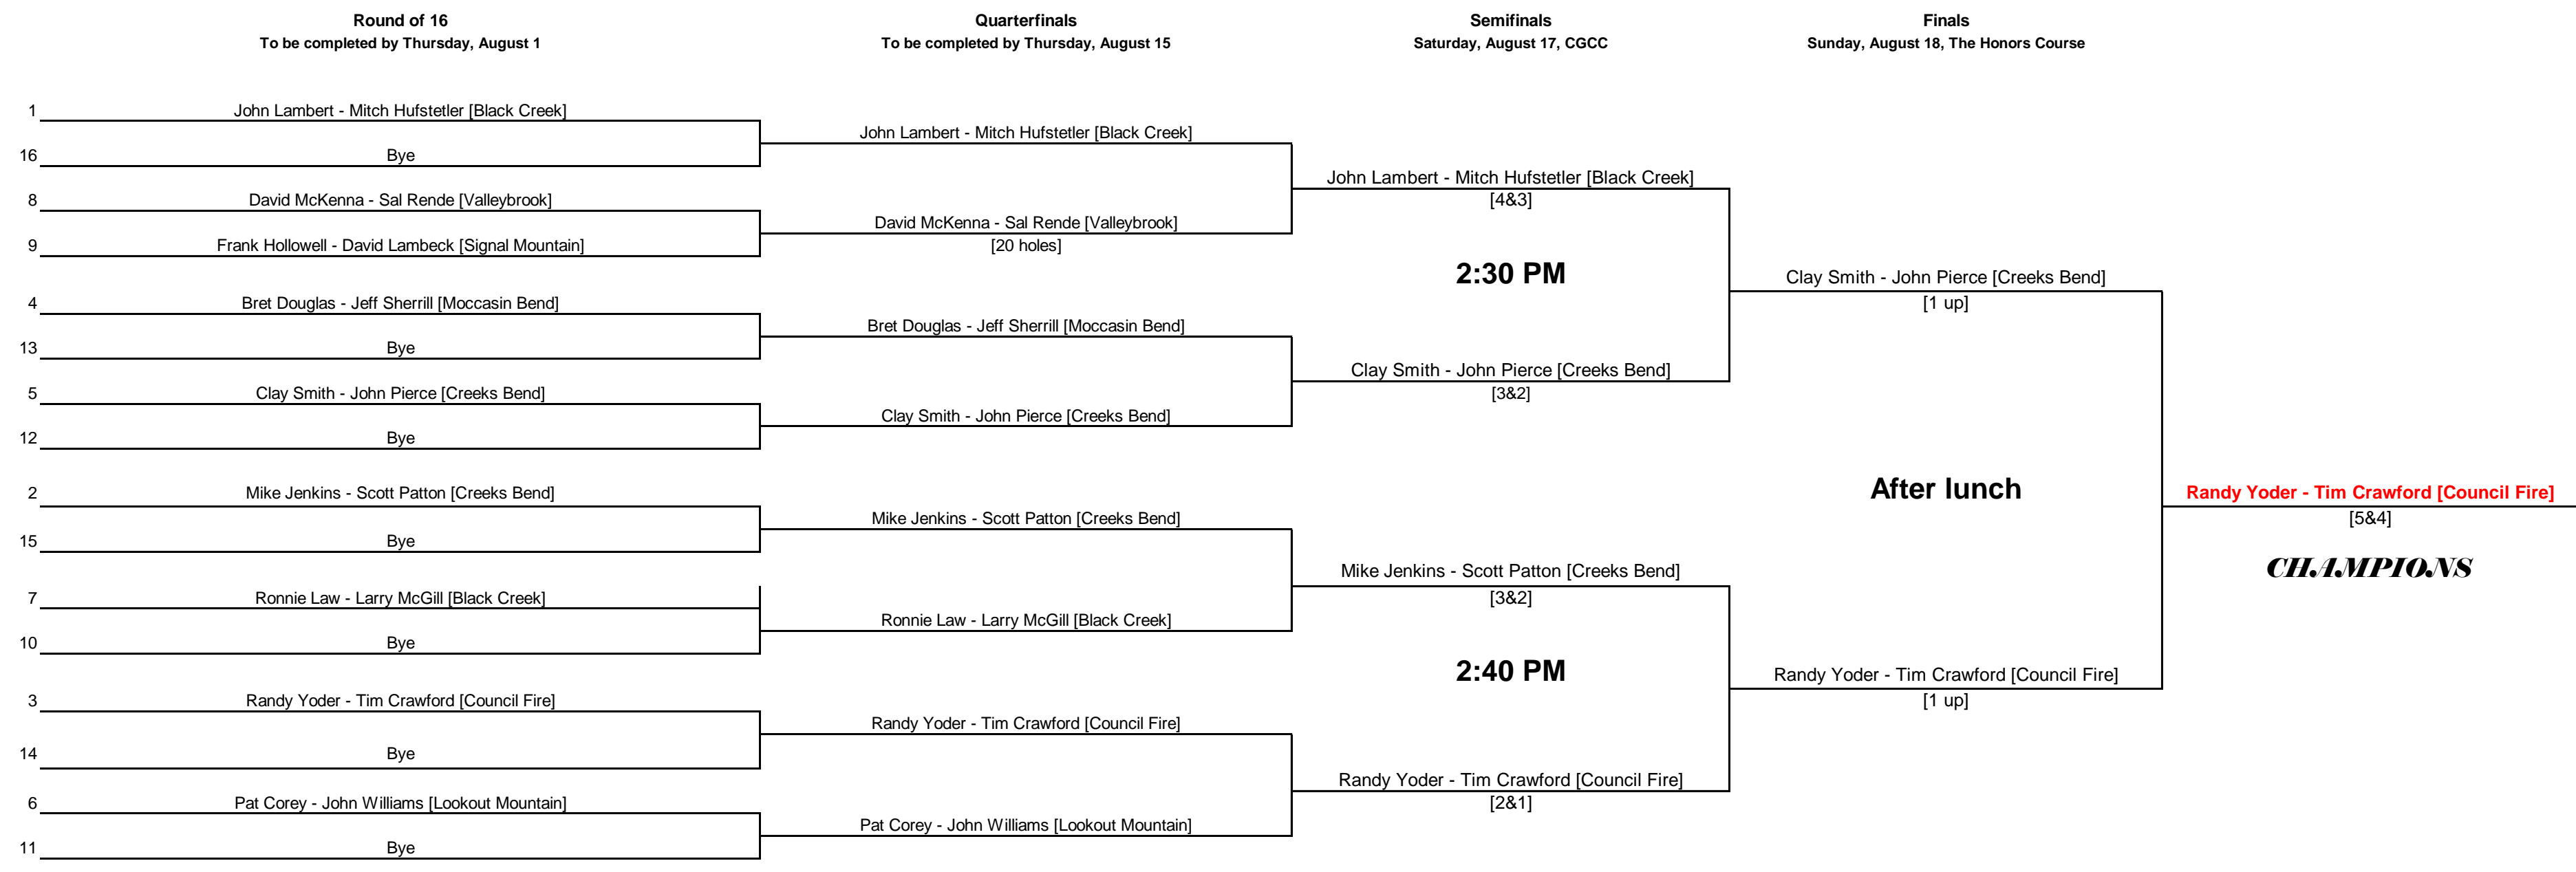 Round of 16
To be completed by Thursday, August 1
Quarterfinals
To be completed by Thursday, August 15
Semifinals
Saturday, August 17, CGCC
Finals
Sunday, August 18, The Honors Course
1 John Lambert - Mitch Hufstetler [Black Creek]
16 Bye
8 David McKenna - Sal Rende [Valleybrook]
9 Frank Hollowell - David Lambeck [Signal Mountain]
4 Bret Douglas - Jeff Sherrill [Moccasin Bend]
13 Bye
5 Clay Smith - John Pierce [Creeks Bend]
12 Bye
2 Mike Jenkins - Scott Patton [Creeks Bend]
15 Bye
7 Ronnie Law - Larry McGill [Black Creek]
10 Bye
3 Randy Yoder - Tim Crawford [Council Fire]
14 Bye
6 Pat Corey - John Williams [Lookout Mountain]
11 Bye
John Lambert - Mitch Hufstetler [Black Creek]
David McKenna - Sal Rende [Valleybrook]
[20 holes]
Bret Douglas - Jeff Sherrill [Moccasin Bend]
Clay Smith - John Pierce [Creeks Bend]
Mike Jenkins - Scott Patton [Creeks Bend]
Ronnie Law - Larry McGill [Black Creek]
Randy Yoder - Tim Crawford [Council Fire]
Pat Corey - John Williams [Lookout Mountain]
John Lambert - Mitch Hufstetler [Black Creek]
[4&3]
2:30 PM
Clay Smith - John Pierce [Creeks Bend]
[3&2]
Mike Jenkins - Scott Patton [Creeks Bend]
[3&2]
2:40 PM
Randy Yoder - Tim Crawford [Council Fire]
[2&1]
Clay Smith - John Pierce [Creeks Bend]
[1 up]
After lunch
Randy Yoder - Tim Crawford [Council Fire]
[1 up]
Randy Yoder - Tim Crawford [Council Fire]
[5&4]
CHAMPIONS